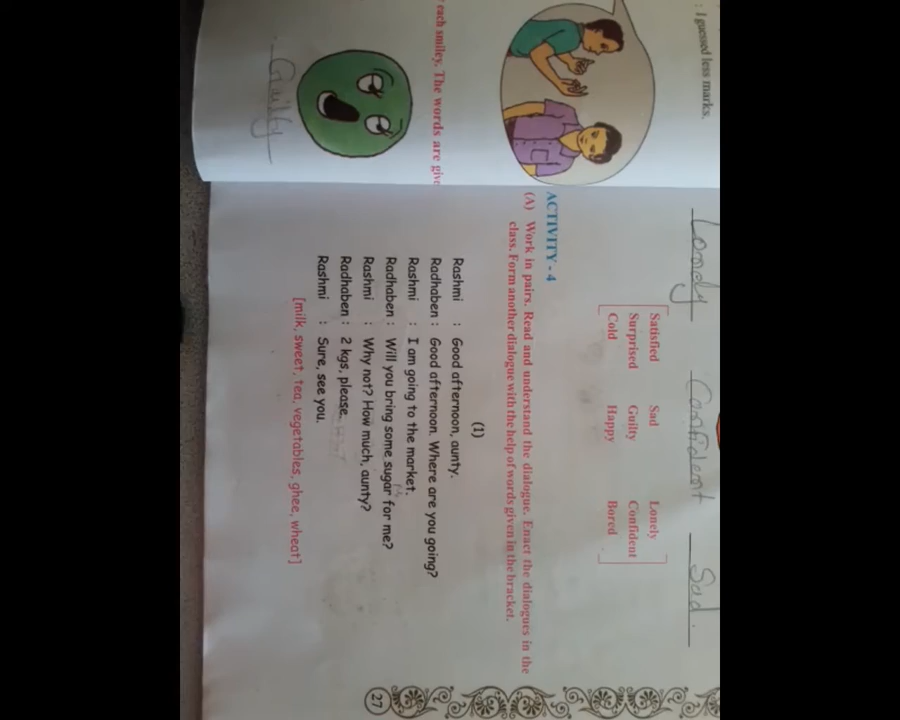 : I guessed less marks.
each smiley. The words are give
Guilty
Lonely Confident Sad.
Satisfied Sad Lonely
Surprised Guilty Confident
Cold Happy Bored
ACTIVITY - 4
(A) Work in pairs. Read and understand the dialogue. Enact the dialogues in the
class. Form another dialogue with the help of words given in the bracket.
(1)
Rashmi : Good afternoon, aunty.
Radhaben : Good afternoon. Where are you going?
Rashmi : I am going to the market.
Radhaben : Will you bring some sugar for me?
Rashmi : Why not? How much, aunty?
Radhaben : 2 kgs, please.
Rashmi : Sure, see you.
[milk, sweet, tea, vegetables, ghee, wheat]
27